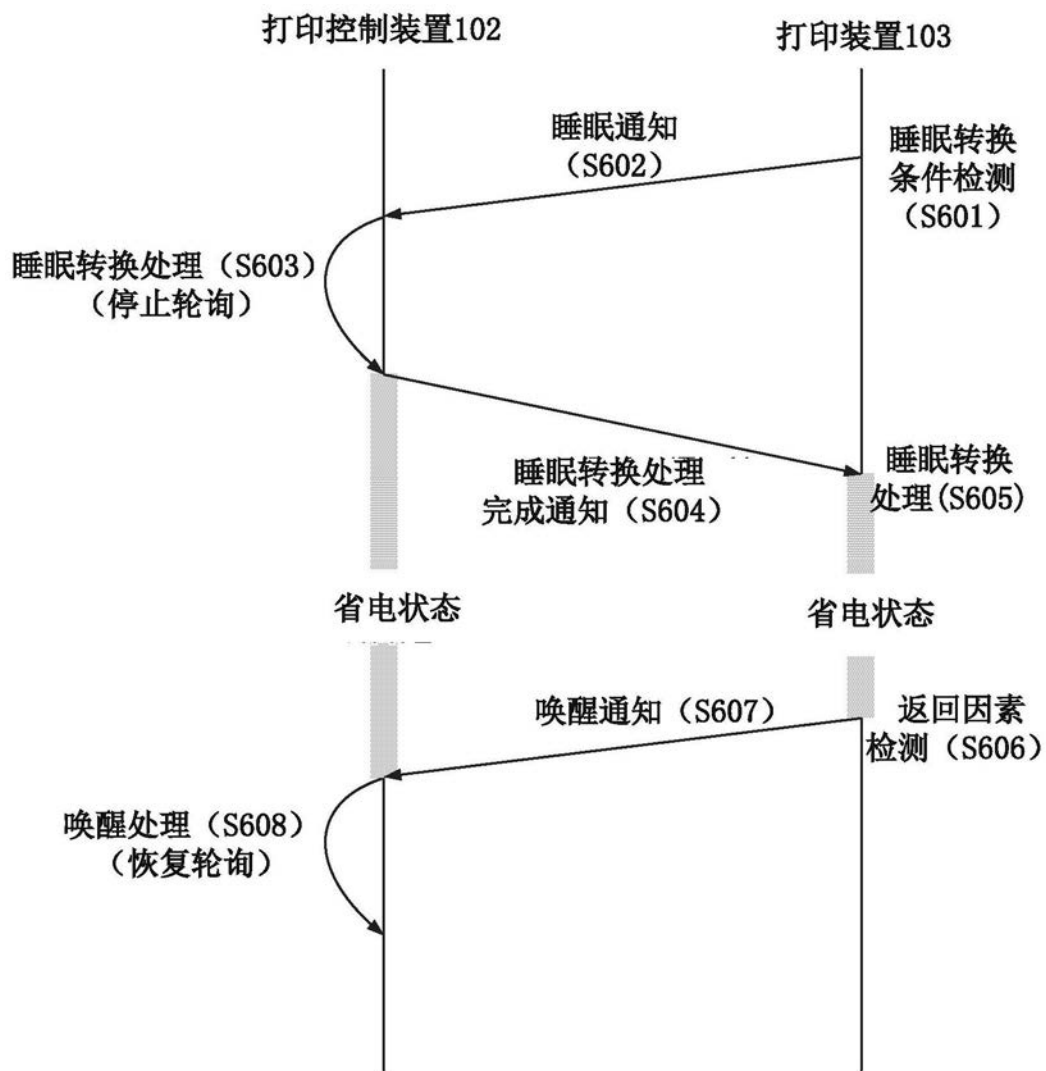 打印控制装置102
打印装置103
睡眠通知
（S602）
睡眠转换
条件检测
（S601）
睡眠转换处理（S603）
（停止轮询）
睡眠转换处理
完成通知（S604）
睡眠转换
处理(S605)
省电状态
省电状态
唤醒通知（S607）
返回因素
检测（S606）
唤醒处理（S608）
（恢复轮询）